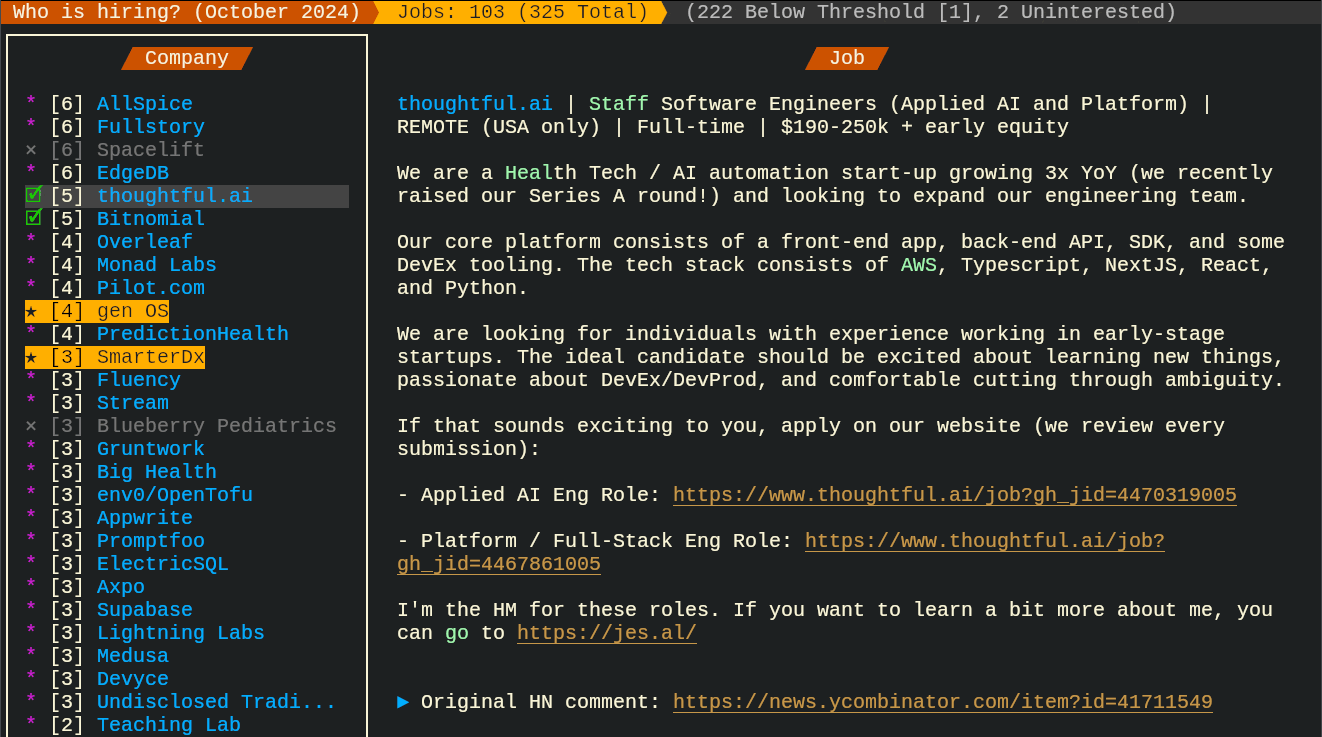 Who is hiring? (October 2024) Jobs: 103 (325 Total) (222 Below Threshold [1], 2 Uninterested)
Company
* [6] AllSpice
* [6] Fullstory
× [6] Spacelift
* [6] EdgeDB
☑ [5] thoughtful.ai
☑ [5] Bitnomial
* [4] Overleaf
* [4] Monad Labs
* [4] Pilot.com
★ [4] gen OS
* [4] PredictionHealth
★ [3] SmarterDx
* [3] Fluency
* [3] Stream
× [3] Blueberry Pediatrics
* [3] Gruntwork
* [3] Big Health
* [3] env0/OpenTofu
* [3] Appwrite
* [3] Promptfoo
* [3] ElectricSQL
* [3] Axpo
* [3] Supabase
* [3] Lightning Labs
* [3] Medusa
* [3] Devyce
* [3] Undisclosed Tradi...
* [2] Teaching Lab
Job
thoughtful.ai | Staff Software Engineers (Applied AI and Platform) |
REMOTE (USA only) | Full-time | $190-250k + early equity
We are a Health Tech / AI automation start-up growing 3x YoY (we recently
raised our Series A round!) and looking to expand our engineering team.
Our core platform consists of a front-end app, back-end API, SDK, and some
DevEx tooling. The tech stack consists of AWS, Typescript, NextJS, React,
and Python.
We are looking for individuals with experience working in early-stage
startups. The ideal candidate should be excited about learning new things,
passionate about DevEx/DevProd, and comfortable cutting through ambiguity.
If that sounds exciting to you, apply on our website (we review every
submission):
- Applied AI Eng Role: https://www.thoughtful.ai/job?gh_jid=4470319005
- Platform / Full-Stack Eng Role: https://www.thoughtful.ai/job?
gh_jid=4467861005
I'm the HM for these roles. If you want to learn a bit more about me, you
can go to https://jes.al/
▶ Original HN comment: https://news.ycombinator.com/item?id=41711549